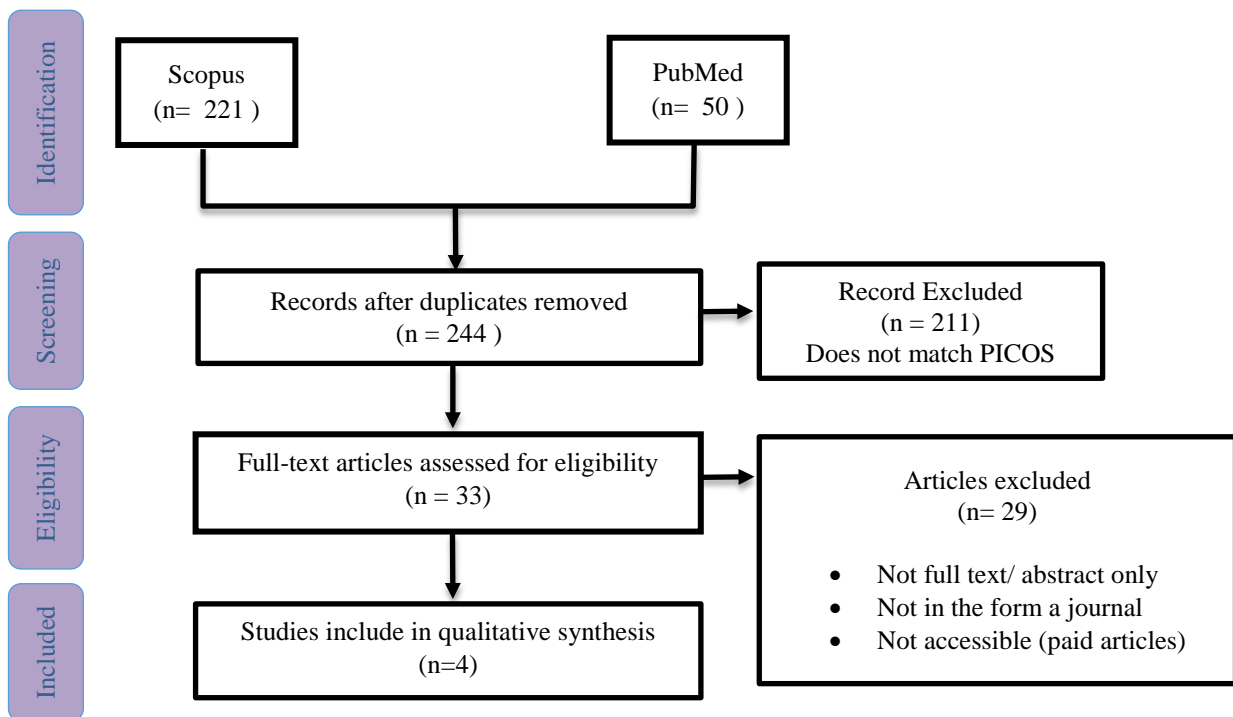 Identification
Scopus
(n=  221 )
PubMed
(n=  50 )
Screening
Records after duplicates removed
(n = 244 )
Record Excluded
(n = 211)
Does not match PICOS
Eligibility
Full-text articles assessed for eligibility
(n = 33)
Articles excluded
(n= 29)
• Not full text/ abstract only
• Not in the form a journal
• Not accessible (paid articles)
Included
Studies include in qualitative synthesis
(n=4)